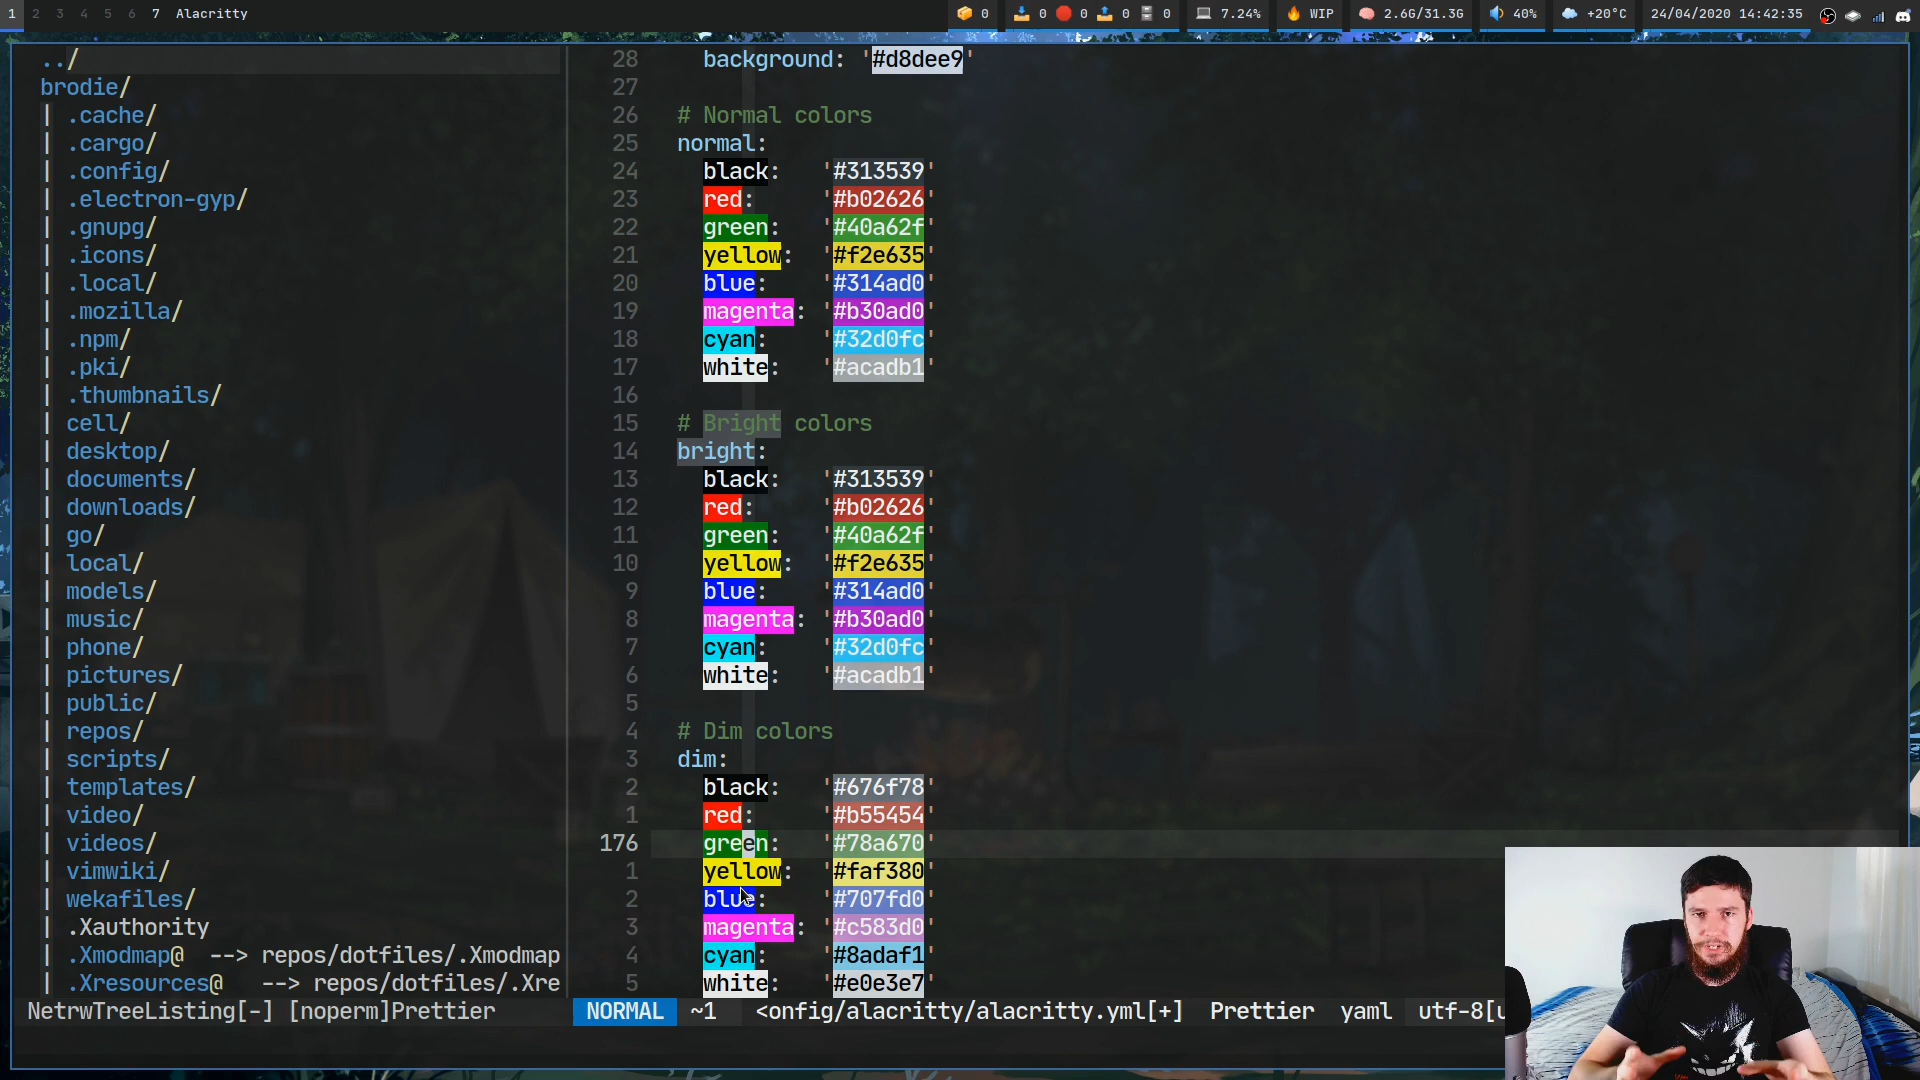 1 2 3 4 5 6 7 Alacritty
0 0 0 0 0 7.24% WIP 2.6G/31.3G 40% +20°C 24/04/2020 14:42:35
../
brodie/
| .cache/
| .cargo/
| .config/
| .electron-gyp/
| .gnupg/
| .icons/
| .local/
| .mozilla/
| .npm/
| .pki/
| .thumbnails/
| cell/
| desktop/
| documents/
| downloads/
| go/
| local/
| models/
| music/
| phone/
| pictures/
| public/
| repos/
| scripts/
| templates/
| video/
| videos/
| vimwiki/
| wekafiles/
| .Xauthority
| .Xmodmap@ --> repos/dotfiles/.Xmodmap
| .Xresources@ --> repos/dotfiles/.Xre
NetrwTreeListing[-] [noperm]Prettier
28 background: '#d8dee9'
27
26 # Normal colors
25 normal:
24 black: '#313539'
23 red: '#b02626'
22 green: '#40a62f'
21 yellow: '#f2e635'
20 blue: '#314ad0'
19 magenta: '#b30ad0'
18 cyan: '#32d0fc'
17 white: '#acadb1'
16
15 # Bright colors
14 bright:
13 black: '#313539'
12 red: '#b02626'
11 green: '#40a62f'
10 yellow: '#f2e635'
9 blue: '#314ad0'
8 magenta: '#b30ad0'
7 cyan: '#32d0fc'
6 white: '#acadb1'
5
4 # Dim colors
3 dim:
2 black: '#676f78'
1 red: '#b55454'
176 green: '#78a670'
1 yellow: '#faf380'
2 blue: '#707fd0'
3 magenta: '#c583d0'
4 cyan: '#8adaf1'
5 white: '#e0e3e7'
NORMAL ~1 <onfig/alacritty/alacritty.yml[+] Prettier yaml utf-8[u